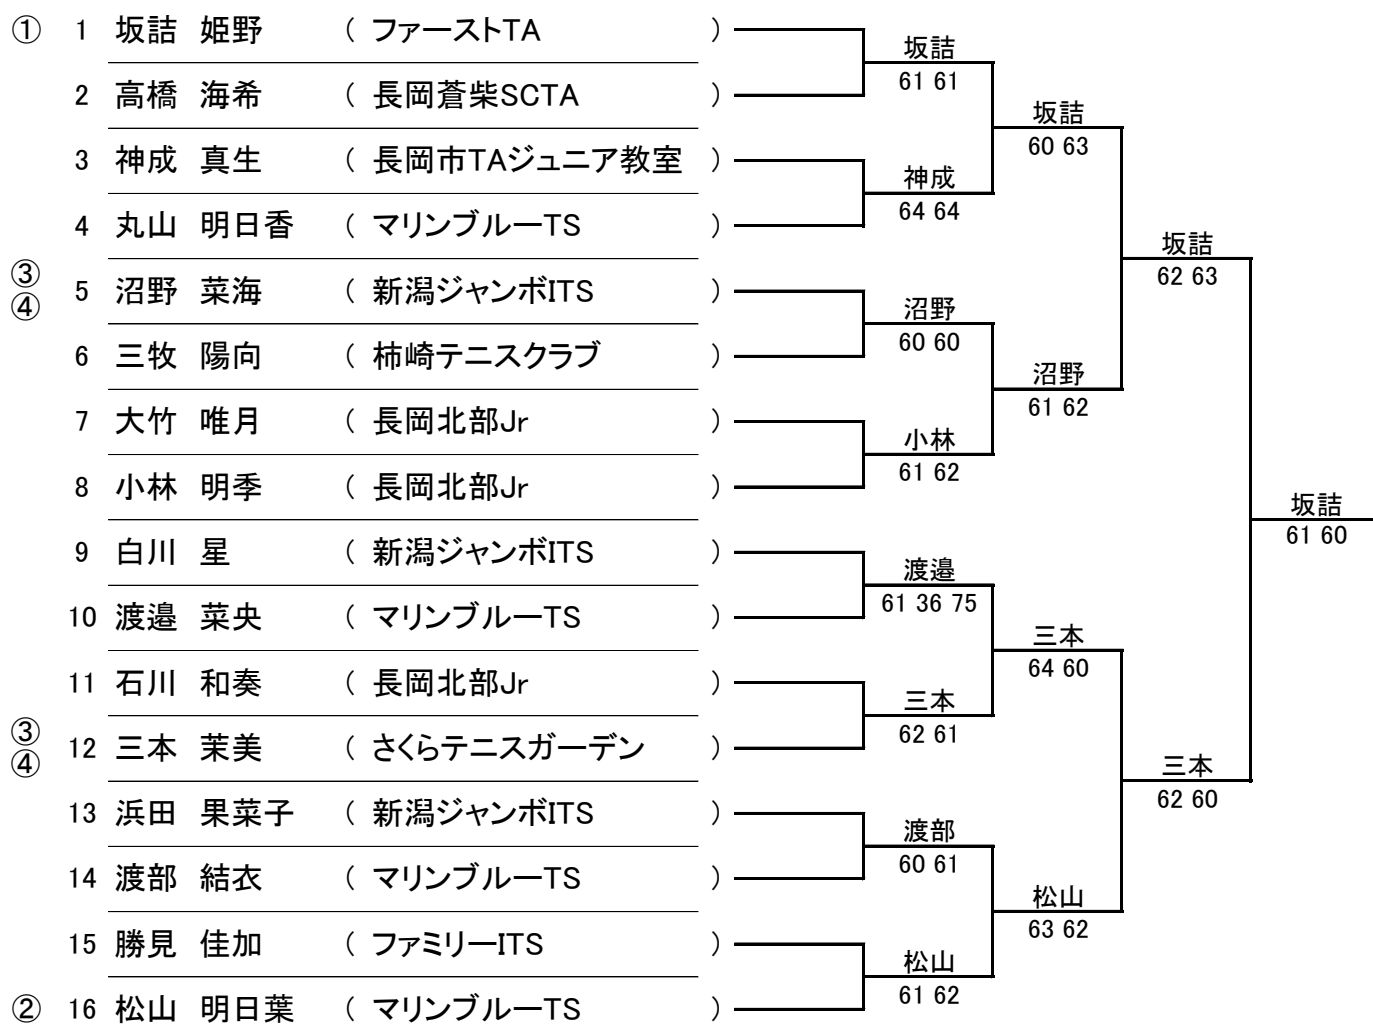 ① 1 坂詰 姫野 ( ファーストTA )
坂詰
61 61
2 高橋 海希 ( 長岡蒼柴SCTA )
坂詰
60 63
3 神成 真生 ( 長岡市TAジュニア教室 )
神成
64 64
4 丸山 明日香 ( マリンブルーTS )
坂詰
62 63
③
④
5 沼野 菜海 ( 新潟ジャンボITS )
沼野
60 60
6 三牧 陽向 ( 柿崎テニスクラブ )
沼野
61 62
7 大竹 唯月 ( 長岡北部Jr )
小林
61 62
8 小林 明季 ( 長岡北部Jr )
坂詰
61 60
9 白川 星 ( 新潟ジャンボITS )
渡邉
61 36 75
10 渡邉 菜央 ( マリンブルーTS )
三本
64 60
11 石川 和奏 ( 長岡北部Jr )
三本
62 61
③
④
12 三本 茉美 ( さくらテニスガーデン )
三本
62 60
13 浜田 果菜子 ( 新潟ジャンボITS )
渡部
60 61
14 渡部 結衣 ( マリンブルーTS )
松山
63 62
15 勝見 佳加 ( ファミリーITS )
松山
61 62
② 16 松山 明日葉 ( マリンブルーTS )